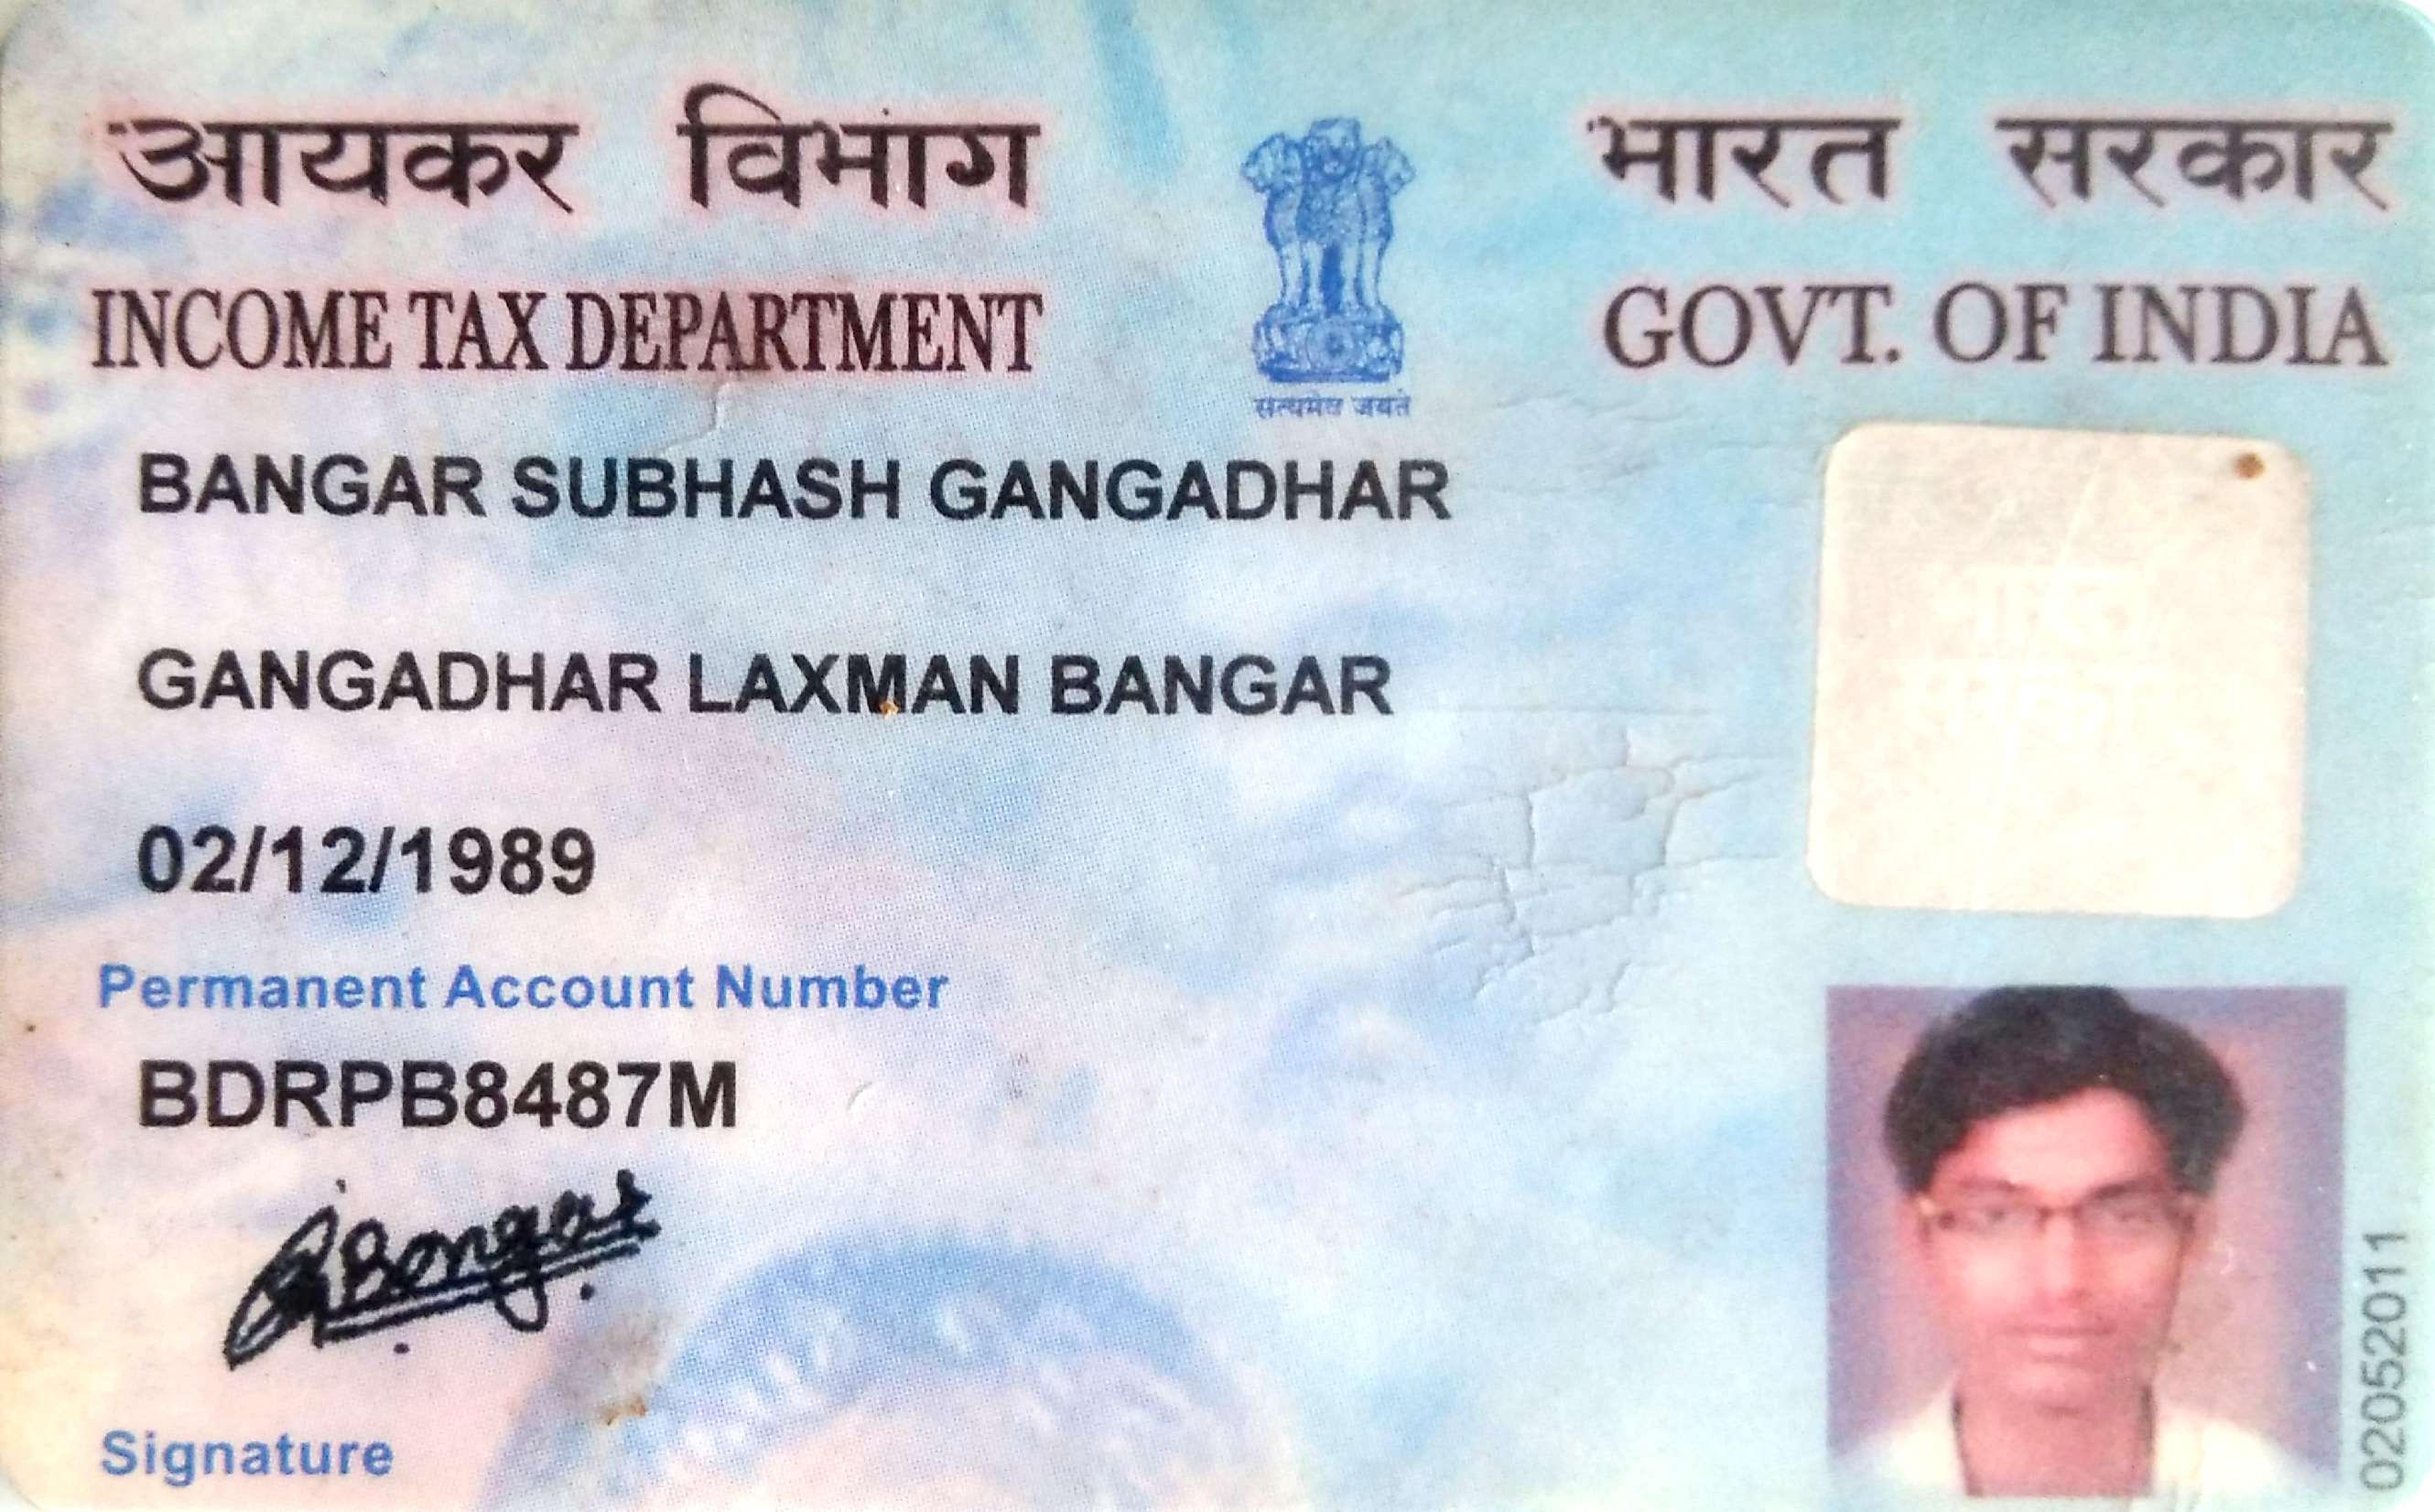 आयकर विभाग
भारत सरकार
INCOME TAX DEPARTMENT
GOVT. OF INDIA
सत्यमेव जयते
BANGAR SUBHASH GANGADHAR
GANGADHAR LAXMAN BANGAR
02/12/1989
Permanent Account Number
BDRPB8487M
Bangar
Signature
02052011